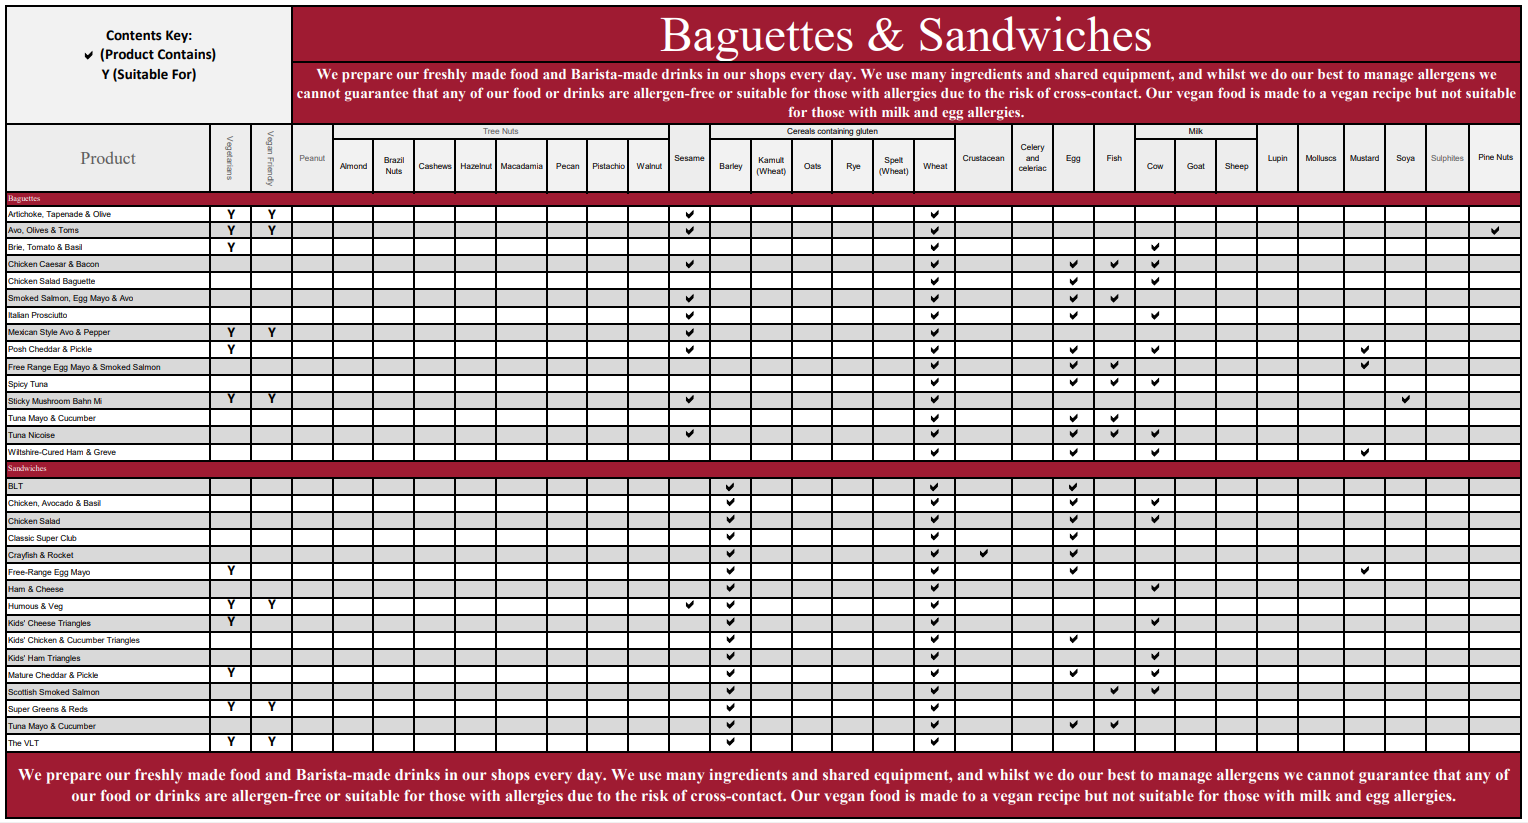 Contents Key:
✔ (Product Contains)
Y (Suitable For)
Baguettes & Sandwiches
We prepare our freshly made food and Barista-made drinks in our shops every day. We use many ingredients and shared equipment, and whilst we do our best to manage allergens we
cannot guarantee that any of our food or drinks are allergen-free or suitable for those with allergies due to the risk of cross-contact. Our vegan food is made to a vegan recipe but not suitable
for those with milk and egg allergies.
Tree Nuts Cereals containing gluten Milk
Product Vegetarians Vegan Friendly Peanut Almond Brazil Nuts Cashews Hazelnut Macadamia Pecan Pistachio Walnut Sesame Barley Kamult (Wheat) Oats Rye Spelt (Wheat) Wheat Crustacean Celery and celeriac Egg Fish Cow Goat Sheep Lupin Molluscs Mustard Soya Sulphites Pine Nuts
Baguettes
Artichoke, Tapenade & Olive Y Y ✔ ✔
Avo, Olives & Toms Y Y ✔ ✔ ✔
Brie, Tomato & Basil Y ✔ ✔
Chicken Caesar & Bacon ✔ ✔ ✔ ✔ ✔
Chicken Salad Baguette ✔ ✔ ✔
Smoked Salmon, Egg Mayo & Avo ✔ ✔ ✔ ✔
Italian Prosciutto ✔ ✔ ✔ ✔
Mexican Style Avo & Pepper Y Y ✔ ✔
Posh Cheddar & Pickle Y ✔ ✔ ✔ ✔ ✔
Free Range Egg Mayo & Smoked Salmon ✔ ✔ ✔ ✔
Spicy Tuna ✔ ✔ ✔ ✔
Sticky Mushroom Bahn Mi Y Y ✔ ✔ ✔
Tuna Mayo & Cucumber ✔ ✔ ✔
Tuna Nicoise ✔ ✔ ✔ ✔ ✔
Wiltshire-Cured Ham & Greve ✔ ✔ ✔ ✔
Sandwiches
BLT ✔ ✔ ✔
Chicken, Avocado & Basil ✔ ✔ ✔ ✔
Chicken Salad ✔ ✔ ✔ ✔
Classic Super Club ✔ ✔ ✔
Crayfish & Rocket ✔ ✔ ✔ ✔
Free-Range Egg Mayo Y ✔ ✔ ✔ ✔
Ham & Cheese ✔ ✔ ✔
Humous & Veg Y Y ✔ ✔ ✔
Kids' Cheese Triangles Y ✔ ✔ ✔
Kids' Chicken & Cucumber Triangles ✔ ✔ ✔
Kids' Ham Triangles ✔ ✔ ✔
Mature Cheddar & Pickle Y ✔ ✔ ✔ ✔
Scottish Smoked Salmon ✔ ✔ ✔ ✔
Super Greens & Reds Y Y ✔ ✔
Tuna Mayo & Cucumber ✔ ✔ ✔ ✔
The VLT Y Y ✔ ✔
We prepare our freshly made food and Barista-made drinks in our shops every day. We use many ingredients and shared equipment, and whilst we do our best to manage allergens we cannot guarantee that any of
our food or drinks are allergen-free or suitable for those with allergies due to the risk of cross-contact. Our vegan food is made to a vegan recipe but not suitable for those with milk and egg allergies.